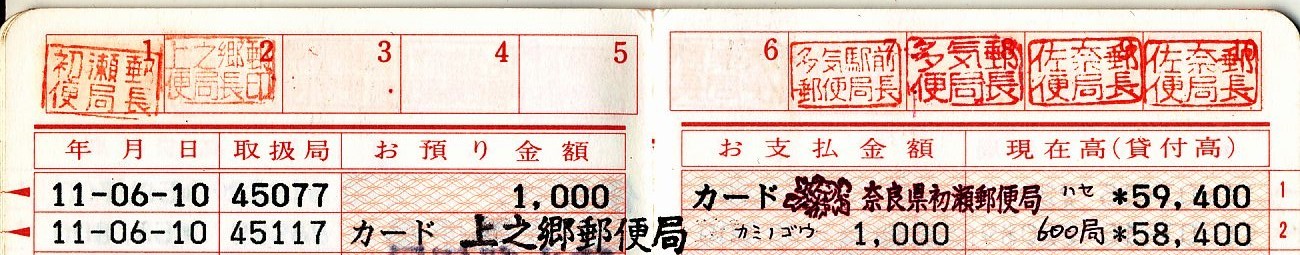 1 2 3 4 5 6 7 8 9 10
初瀬郵便局長 上之郷郵便局長印 多気駅前郵便局長 多気郵便局長 佐奈郵便局長 佐奈郵便局長
年月日 取扱局 お預り金額 お支払金額 現在高(貸付高)
11-06-10 45077 1,000 カード 奈良県初瀬郵便局 ハセ *59,400 1
11-06-10 45117 カード 上之郷郵便局 カミノゴウ 1,000 600局 *58,400 2